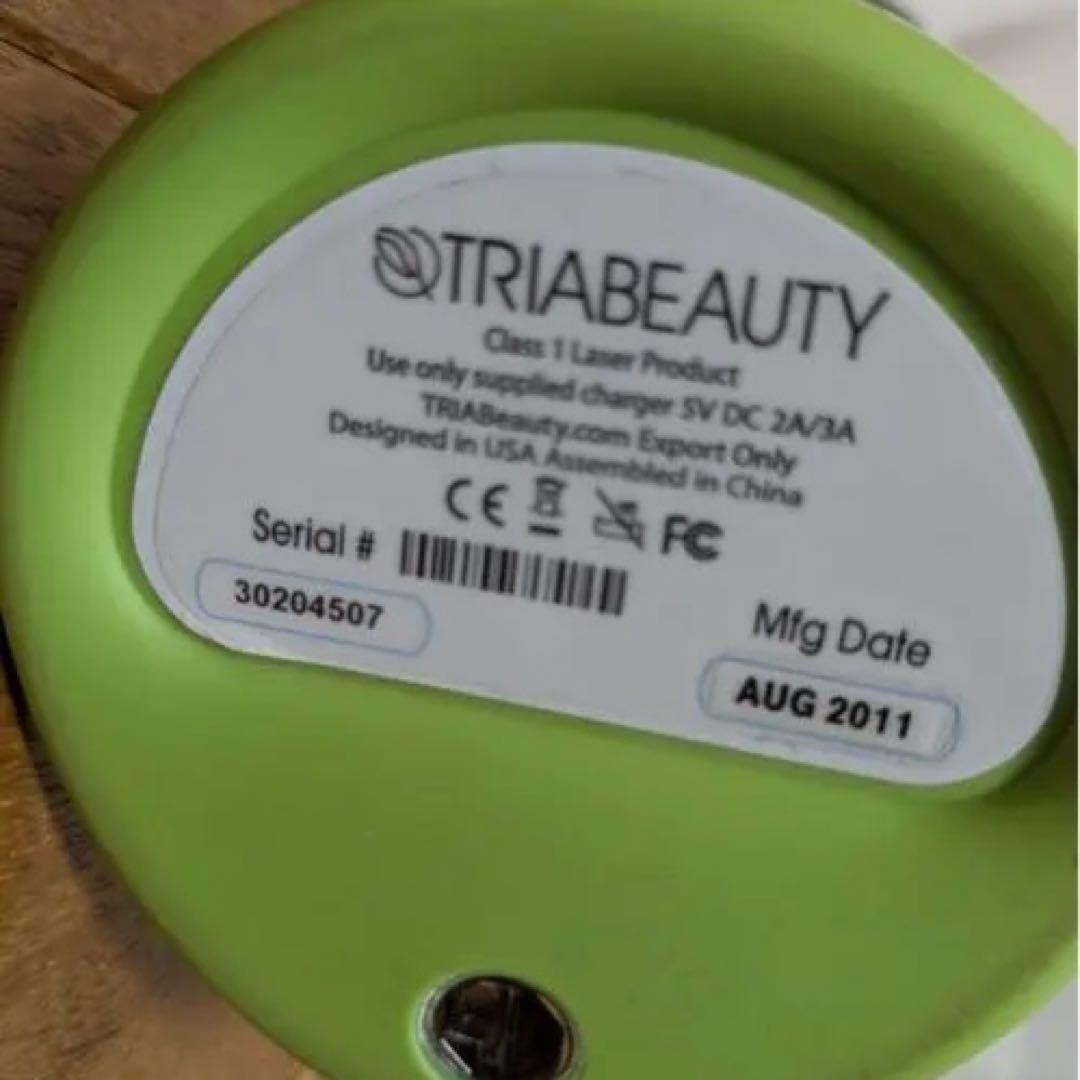 TRIABEAUTY
Class 1 Laser Product
Use only supplied charger 5V DC 2A/3A
TRIABeauty.com Export Only
Designed in USA Assembled in China
CE FC
Serial #
30204507
Mfg Date
AUG 2011